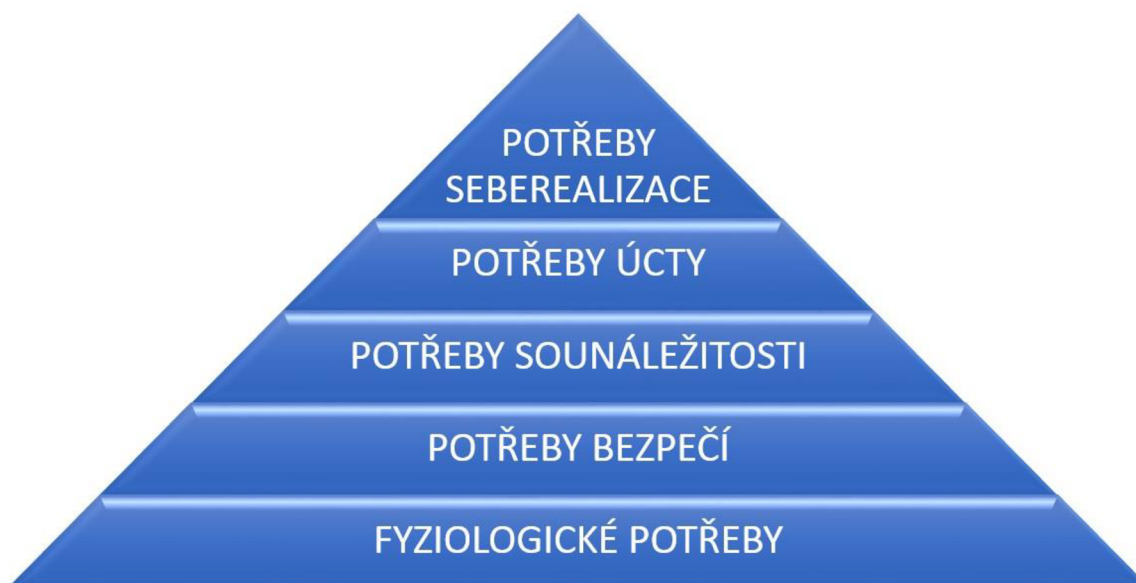 POTŘEBY
SEBEREALIZACE
POTŘEBY ÚCTY
POTŘEBY SOUNÁLEŽITOSTI
POTŘEBY BEZPEČÍ
FYZIOLOGICKÉ POTŘEBY